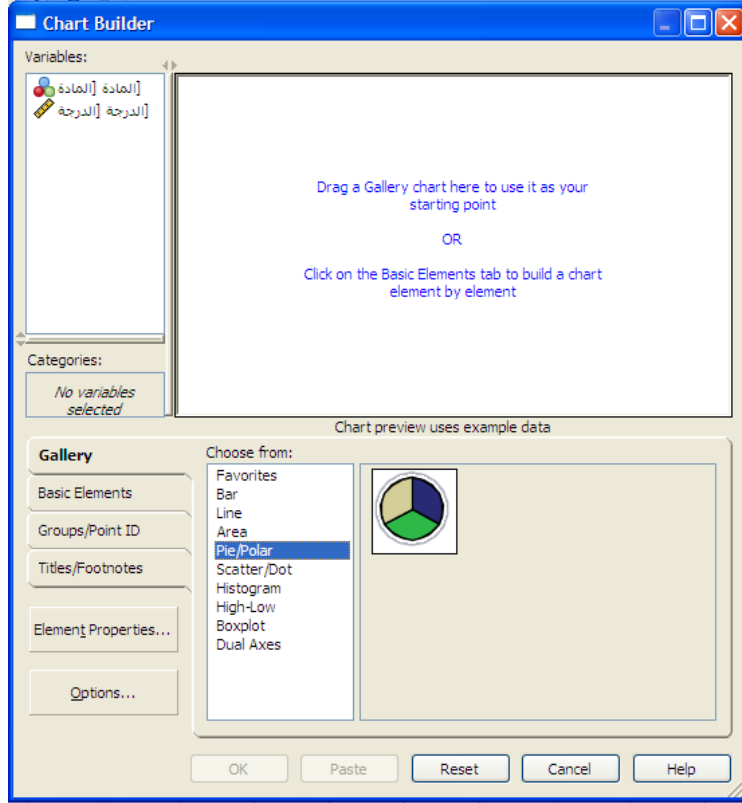 Chart Builder
Variables:
المادة [المادة]
الدرجة [الدرجة]
Drag a Gallery chart here to use it as your
starting point
OR
Click on the Basic Elements tab to build a chart
element by element
Categories:
No variables
selected
Chart preview uses example data
Gallery
Basic Elements
Groups/Point ID
Titles/Footnotes
Element Properties...
Options...
Choose from:
Favorites
Bar
Line
Area
Pie/Polar
Scatter/Dot
Histogram
High-Low
Boxplot
Dual Axes
OK
Paste
Reset
Cancel
Help